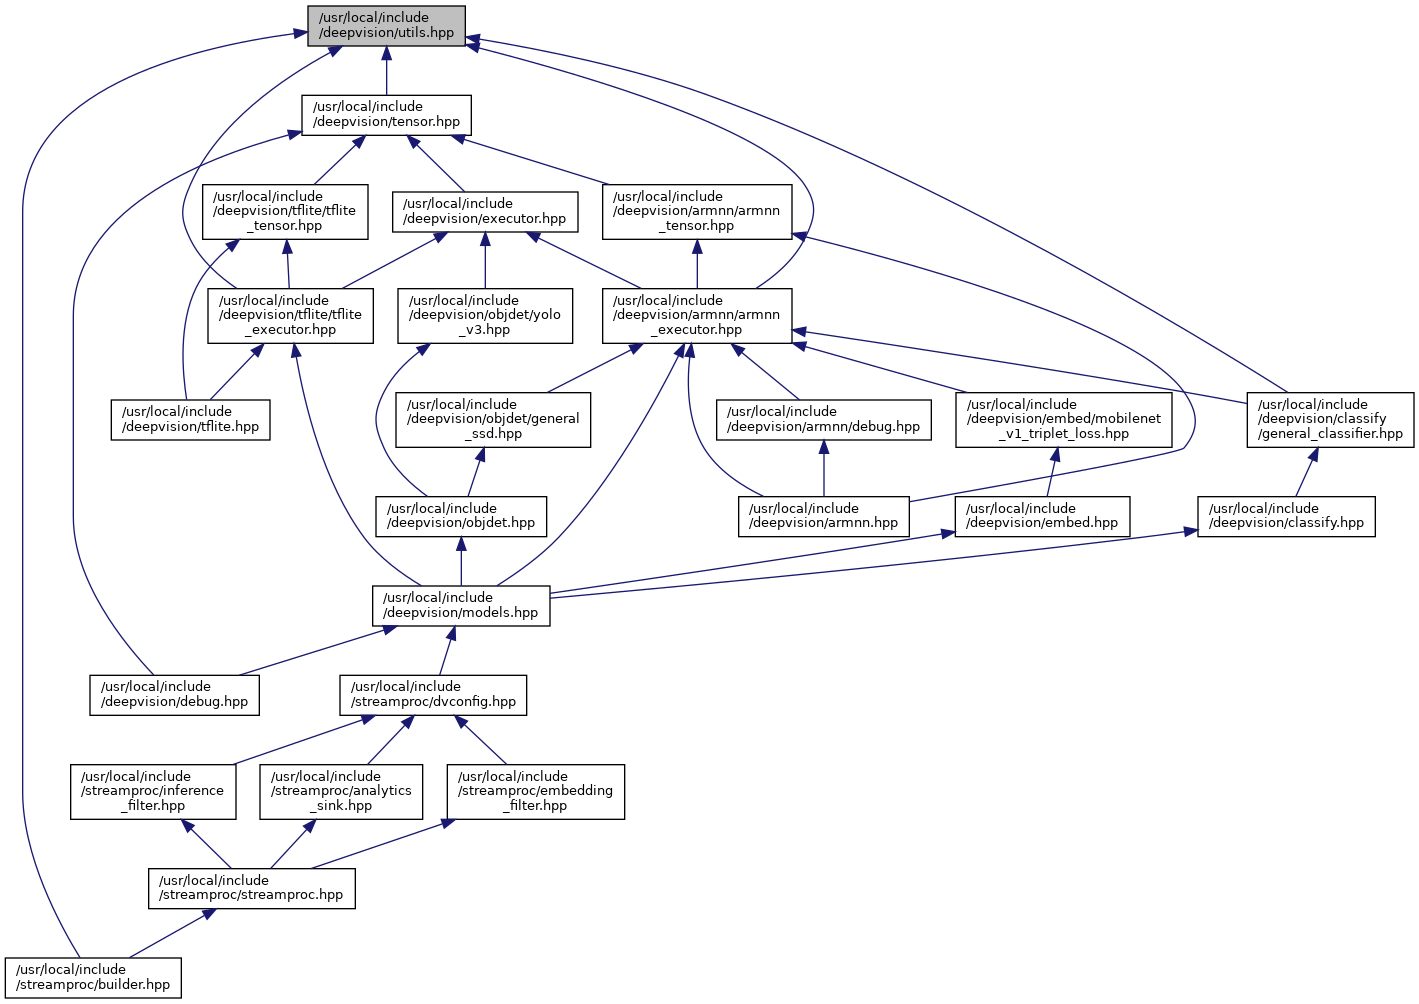 /usr/local/include
/deepvision/utils.hpp
/usr/local/include
/deepvision/tensor.hpp
/usr/local/include
/deepvision/tflite/tflite
_tensor.hpp
/usr/local/include
/deepvision/executor.hpp
/usr/local/include
/deepvision/armnn/armnn
_tensor.hpp
/usr/local/include
/deepvision/tflite/tflite
_executor.hpp
/usr/local/include
/deepvision/objdet/yolo
_v3.hpp
/usr/local/include
/deepvision/armnn/armnn
_executor.hpp
/usr/local/include
/deepvision/tflite.hpp
/usr/local/include
/deepvision/objdet/general
_ssd.hpp
/usr/local/include
/deepvision/armnn/debug.hpp
/usr/local/include
/deepvision/embed/mobilenet
_v1_triplet_loss.hpp
/usr/local/include
/deepvision/classify
/general_classifier.hpp
/usr/local/include
/deepvision/objdet.hpp
/usr/local/include
/deepvision/armnn.hpp
/usr/local/include
/deepvision/embed.hpp
/usr/local/include
/deepvision/classify.hpp
/usr/local/include
/deepvision/models.hpp
/usr/local/include
/deepvision/debug.hpp
/usr/local/include
/streamproc/dvconfig.hpp
/usr/local/include
/streamproc/inference
_filter.hpp
/usr/local/include
/streamproc/analytics
_sink.hpp
/usr/local/include
/streamproc/embedding
_filter.hpp
/usr/local/include
/streamproc/streamproc.hpp
/usr/local/include
/streamproc/builder.hpp